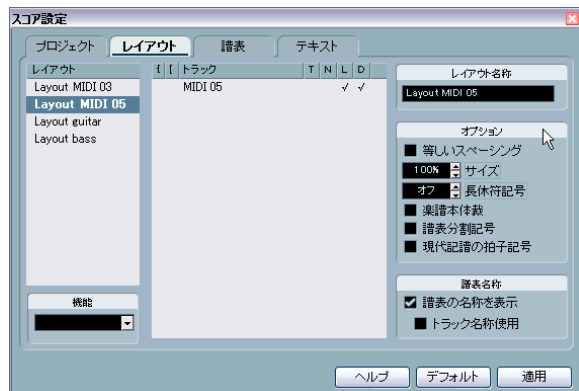 スコア設定
プロジェクト レイアウト 譜表 テキスト
レイアウト
Layout MIDI 03
Layout MIDI 05
Layout guitar
Layout bass
機能
{ [ トラック T N L D
MIDI 05 ✓ ✓
レイアウト名称
Layout MIDI 05
オプション
等しいスペーシング
100% サイズ
オフ 長休符記号
楽譜本体裁
譜表分割記号
現代記譜の拍子記号
譜表名称
譜表の名称を表示
トラック名称使用
ヘルプ デフォルト 適用